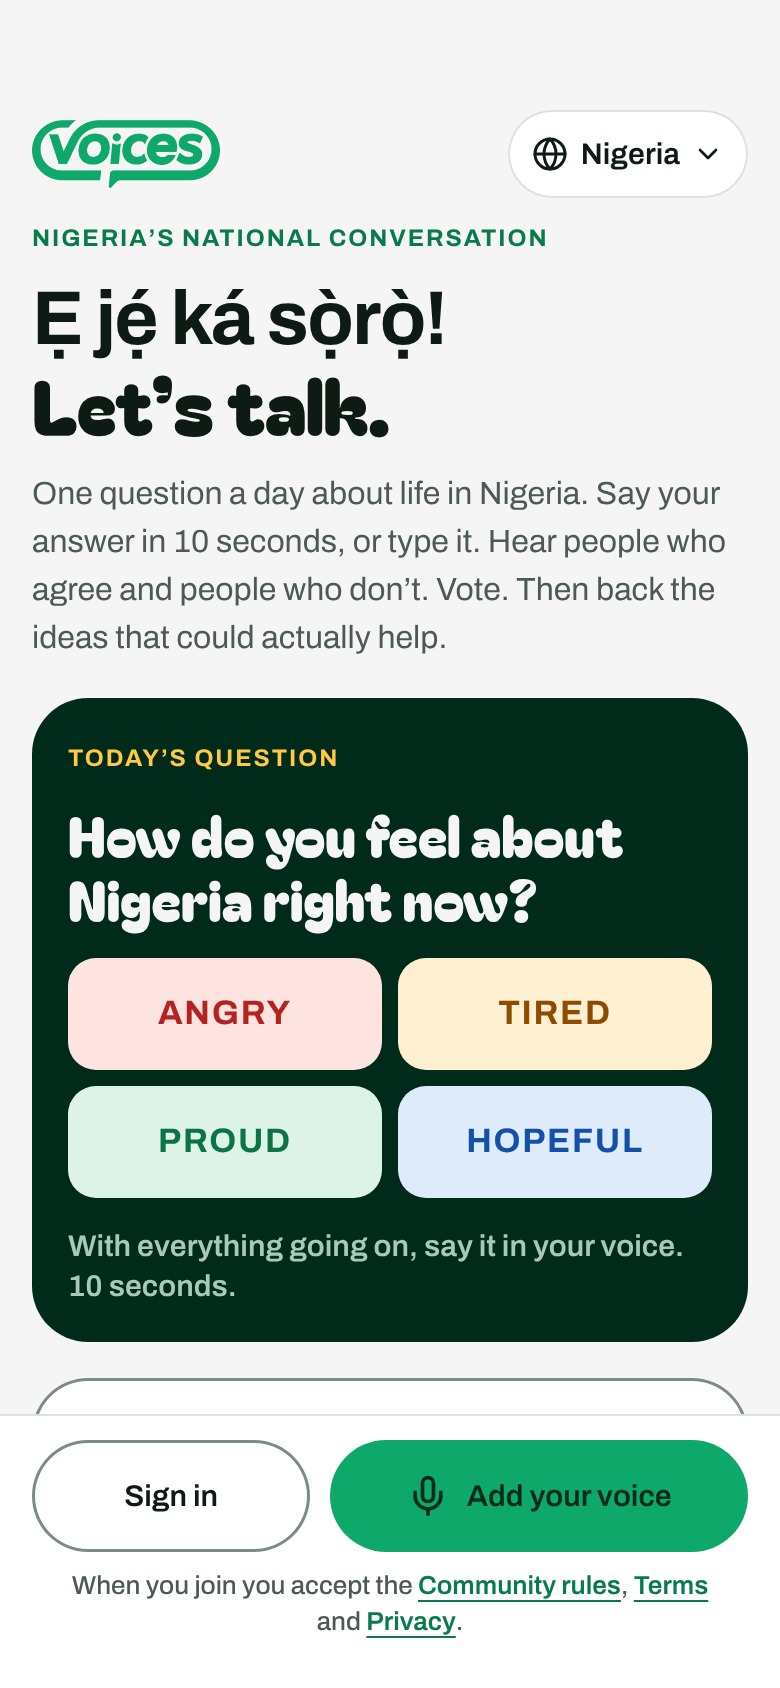 Voices
Nigeria
NIGERIA’S NATIONAL CONVERSATION
Ẹ jẹ́ ká sọ̀rọ̀!
Let’s talk.
One question a day about life in Nigeria. Say your
answer in 10 seconds, or type it. Hear people who
agree and people who don’t. Vote. Then back the
ideas that could actually help.
TODAY’S QUESTION
How do you feel about
Nigeria right now?
ANGRY
TIRED
PROUD
HOPEFUL
With everything going on, say it in your voice.
10 seconds.
Sign in
Add your voice
When you join you accept the Community rules, Terms
and Privacy.